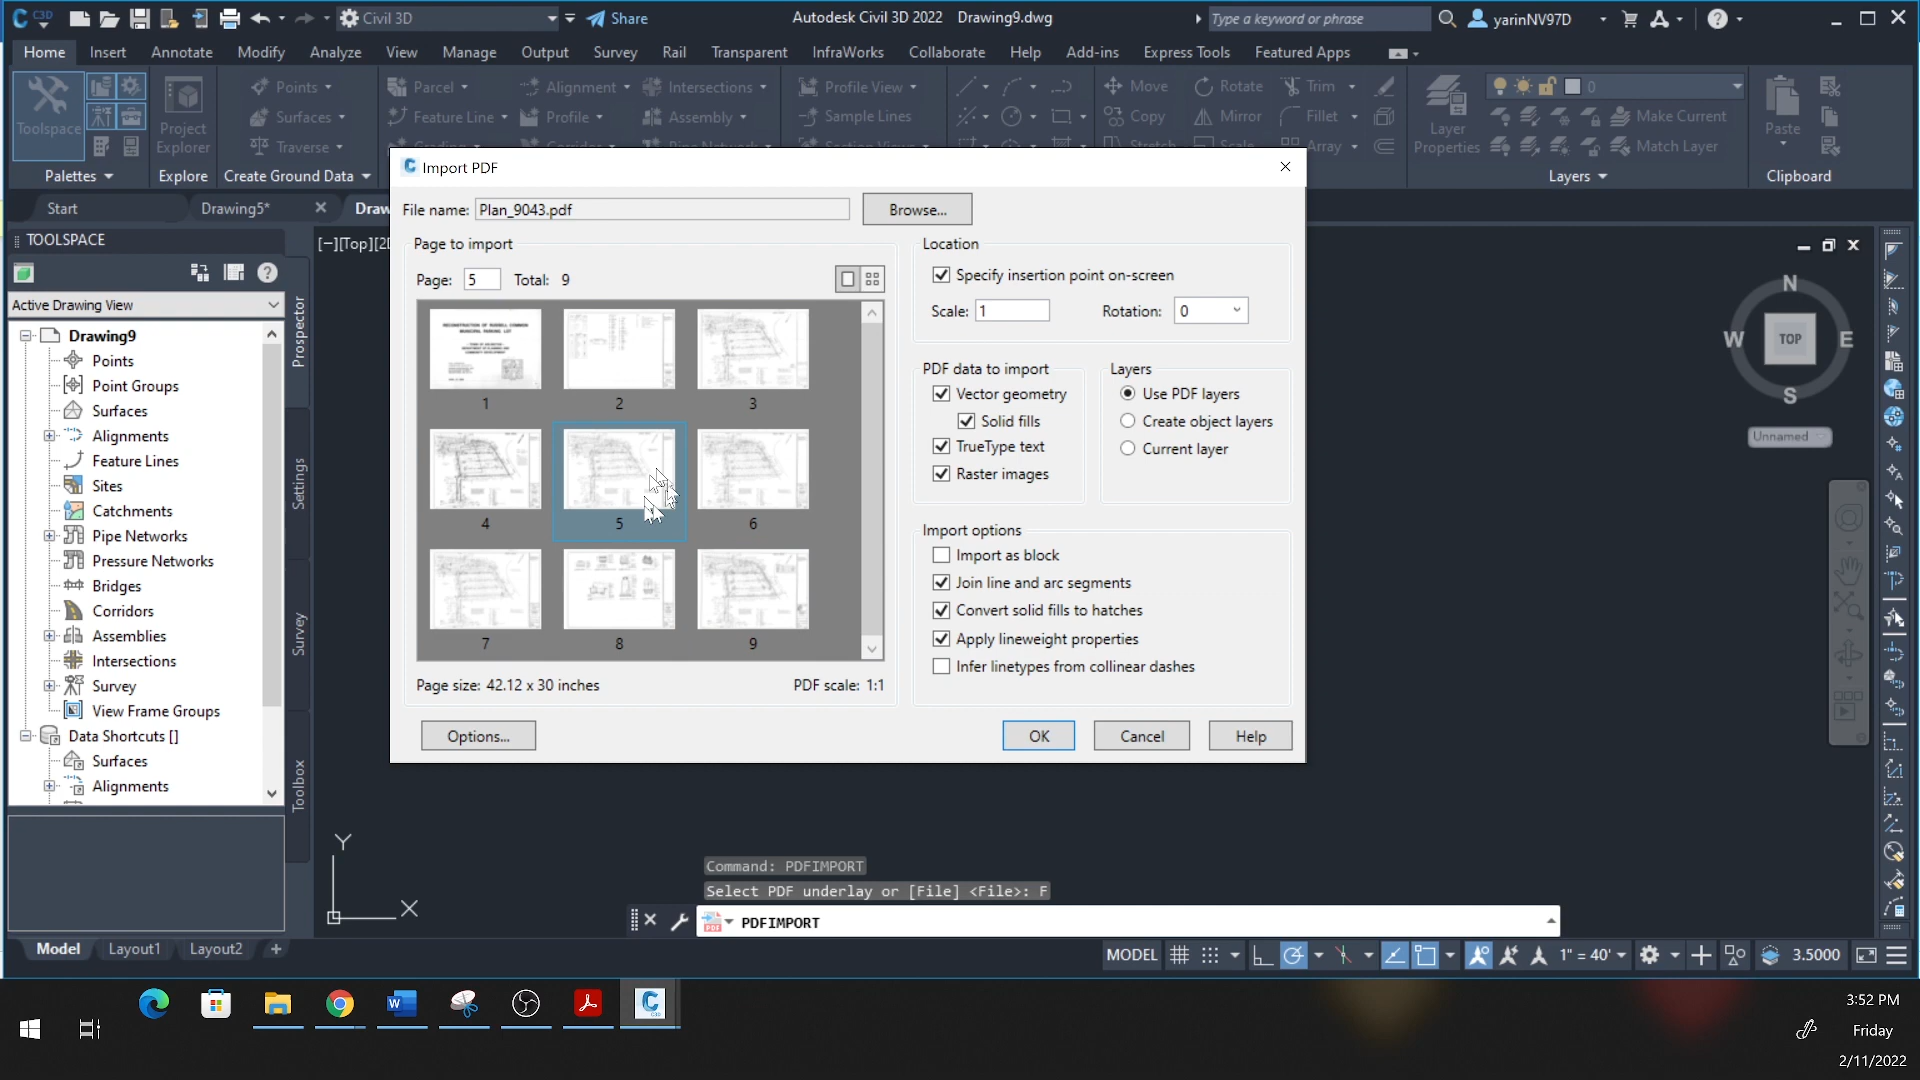 C3D
Civil 3D
Share
Autodesk Civil 3D 2022 Drawing9.dwg
Type a keyword or phrase
yarinNV97D
Home Insert Annotate Modify Analyze View Manage Output Survey Rail Transparent InfraWorks Collaborate Help Add-ins Express Tools Featured Apps
Points Parcel Alignment Intersections Profile View Move Rotate Trim 0
Toolspace Project Explorer Surfaces Feature Line Profile Assembly Sample Lines Copy Mirror Fillet Layer Properties Make Current Paste
Traverse Stretch Scale Array Match Layer
Palettes Explore Create Ground Data Layers Clipboard
Start Drawing5* Draw
Import PDF
File name: Plan_9043.pdf Browse...
Page to import
Page: 5 Total: 9
1 2 3
4 5 6
7 8 9
Page size: 42.12 x 30 inches PDF scale: 1:1
Options...
Location
Specify insertion point on-screen
Scale: 1 Rotation: 0
PDF data to import
Vector geometry
Solid fills
TrueType text
Raster images
Layers
Use PDF layers
Create object layers
Current layer
Import options
Import as block
Join line and arc segments
Convert solid fills to hatches
Apply lineweight properties
Infer linetypes from collinear dashes
OK Cancel Help
TOOLSPACE
[−][Top][2D
Active Drawing View
Drawing9
Points
Point Groups
Surfaces
Alignments
Feature Lines
Sites
Catchments
Pipe Networks
Pressure Networks
Bridges
Corridors
Assemblies
Intersections
Survey
View Frame Groups
Data Shortcuts []
Surfaces
Alignments
Prospector
Settings
Survey
Toolbox
N
W TOP E
S
Unnamed
Y
X
Command: PDFIMPORT
Select PDF underlay or [File] <File>: F
PDFIMPORT
Model Layout1 Layout2 +
MODEL 1" = 40' 3.5000
3:52 PM
Friday
2/11/2022